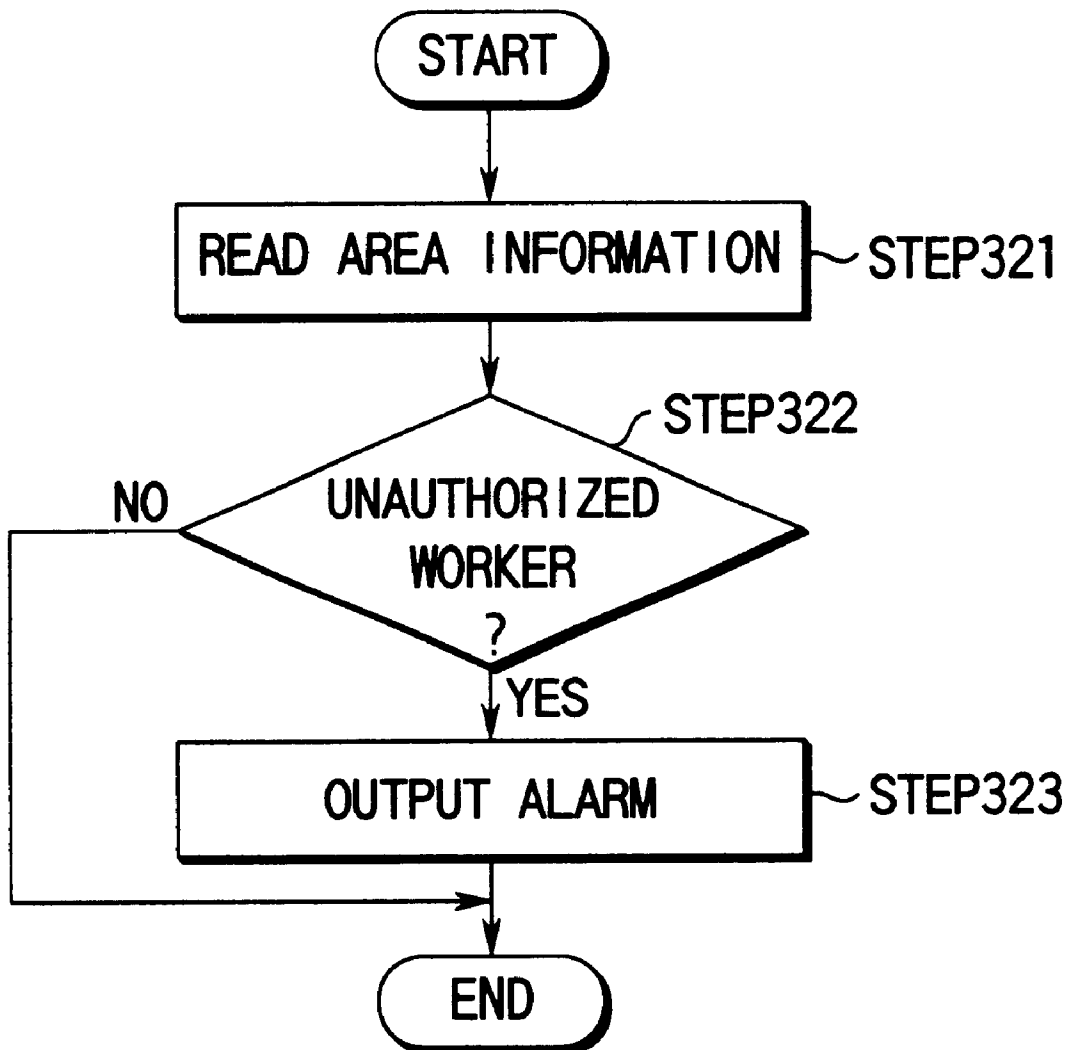 START
READ AREA INFORMATION
STEP321
STEP322
NO
UNAUTHORIZED
WORKER
?
YES
OUTPUT ALARM
STEP323
END